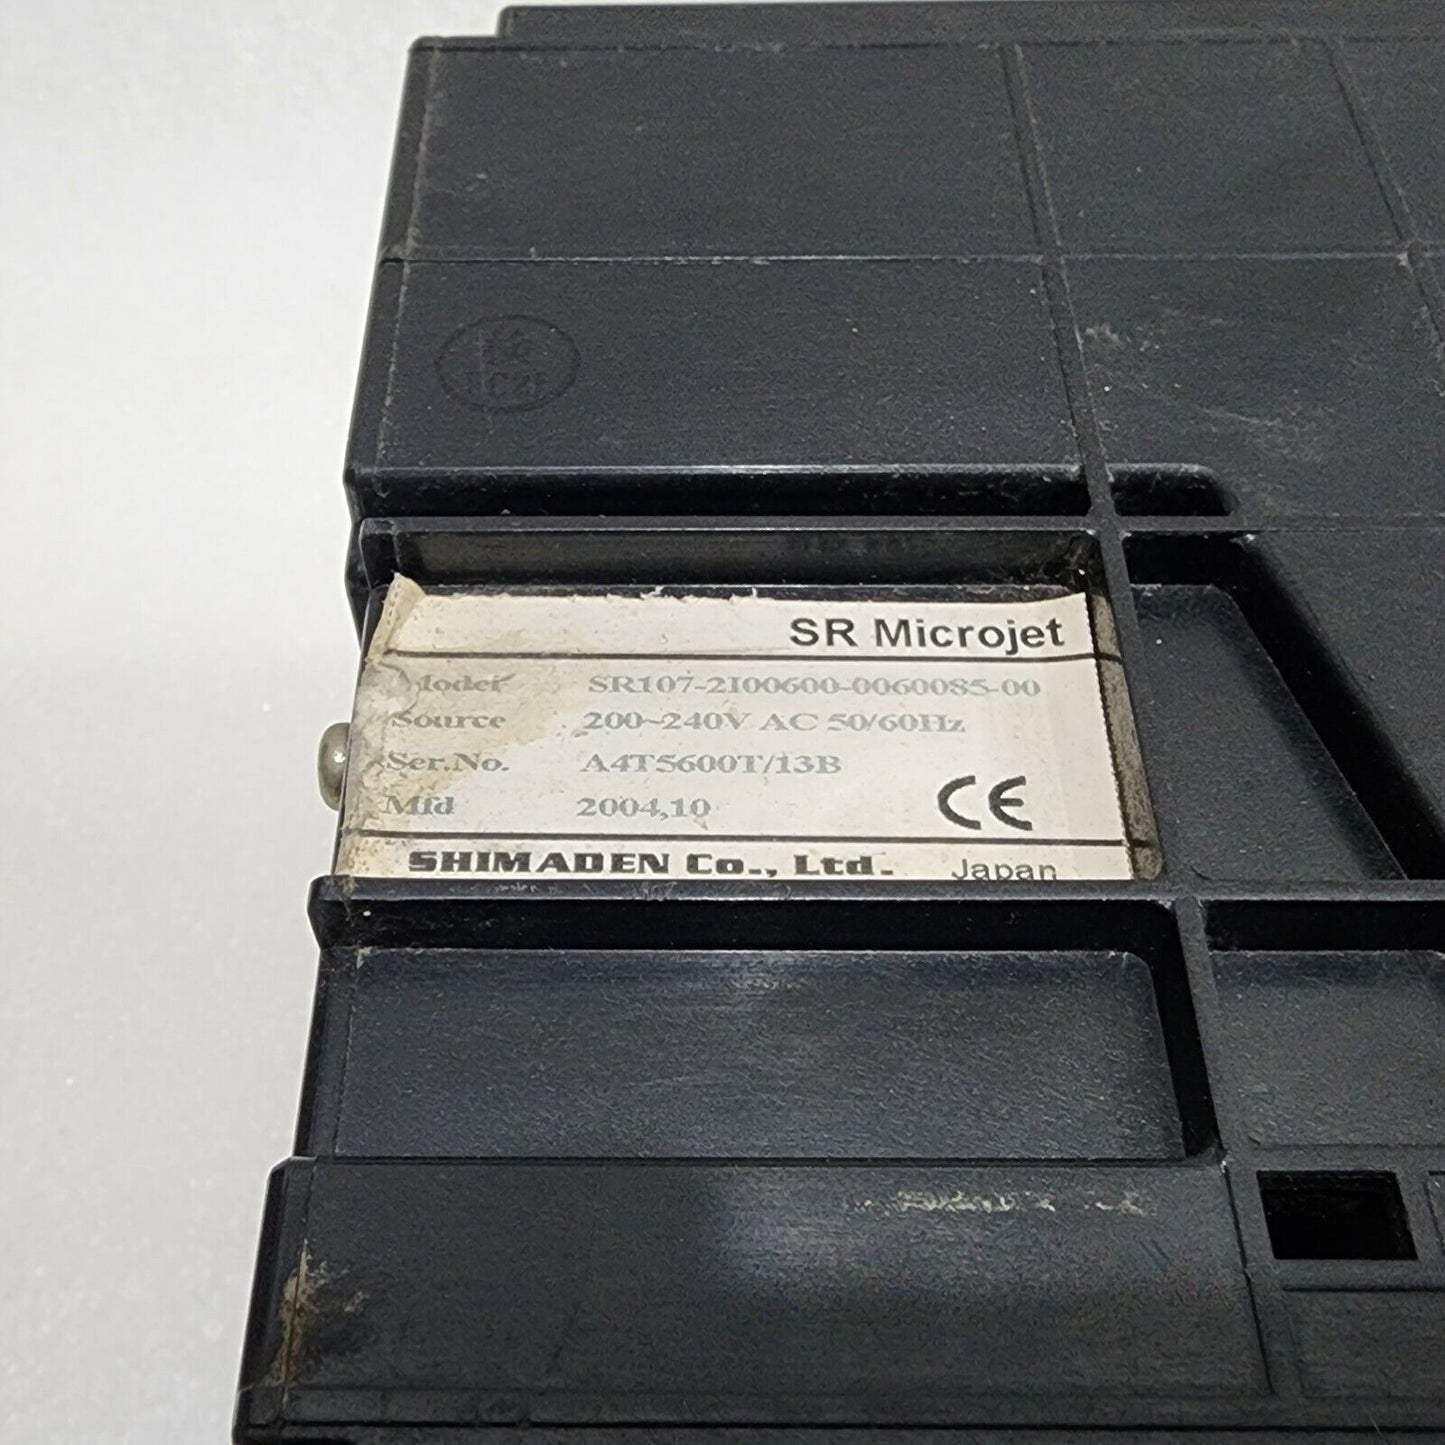 SR Microjet
Model SR107-2I00600-0060085-00
Source 200~240V AC 50/60Hz
Ser.No. A4T5600T/13B
Mfd 2004,10
CE
SHIMADEN Co., Ltd. Japan